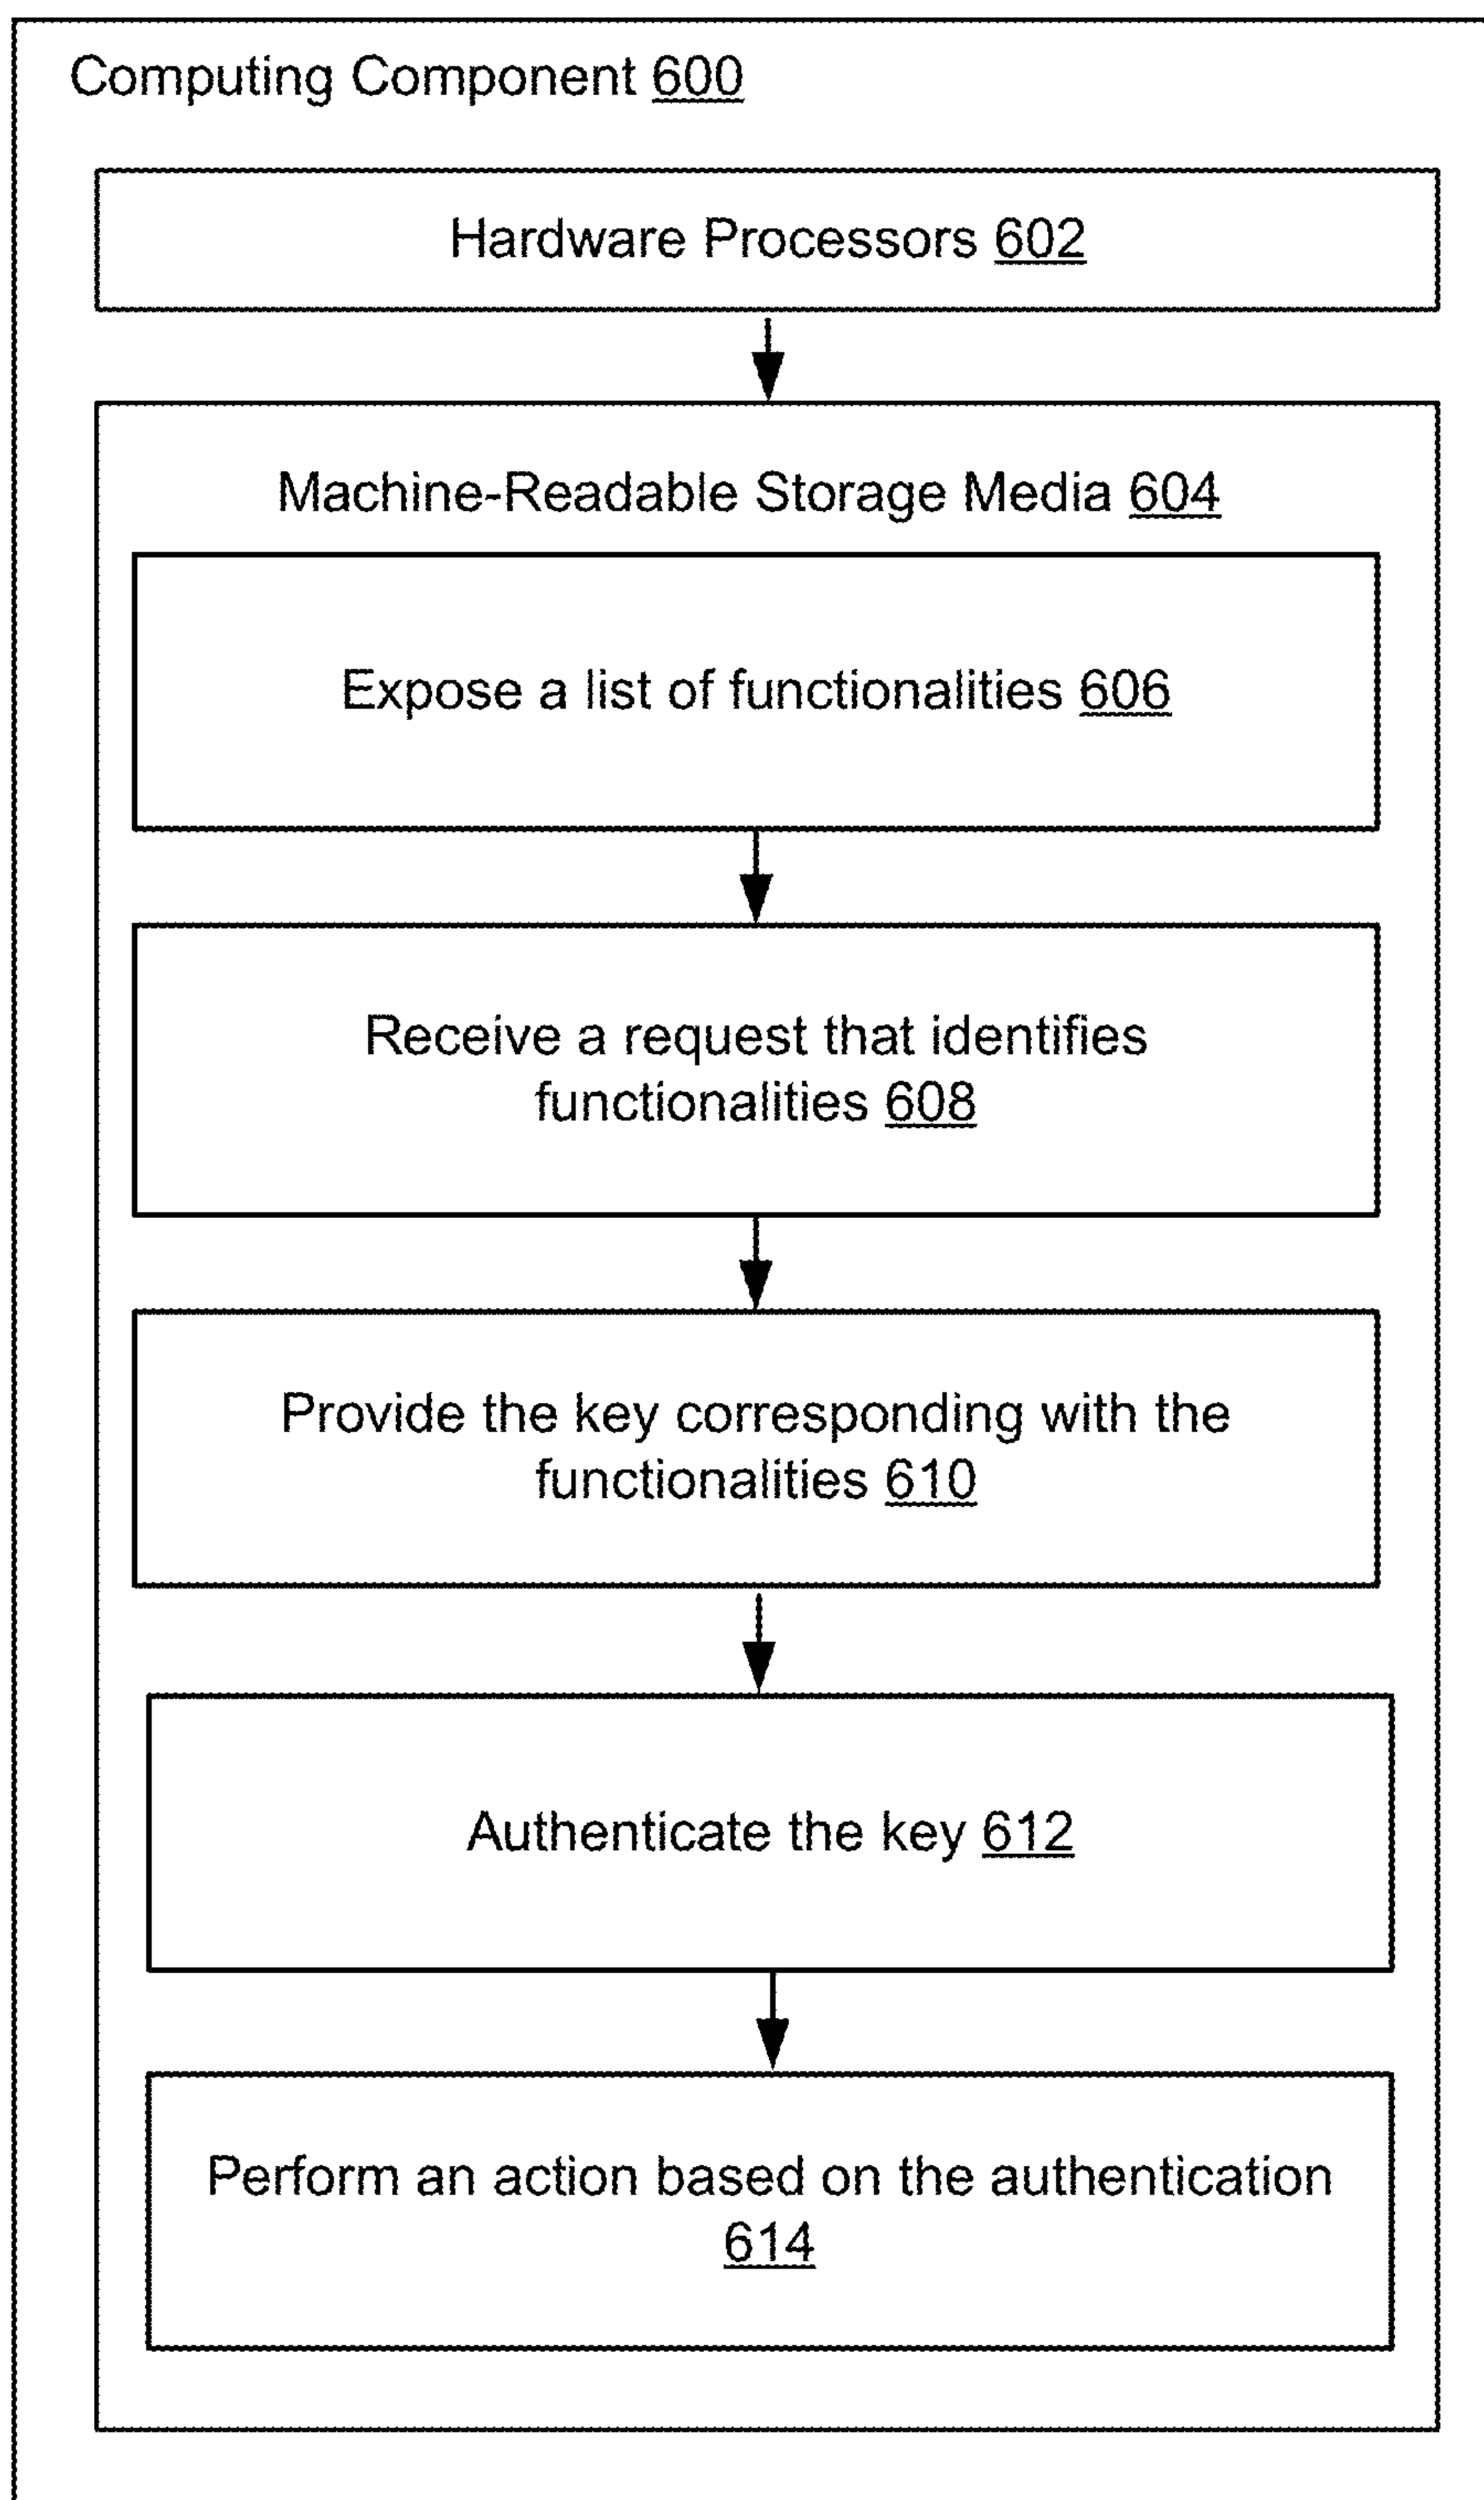 Computing Component 600
Hardware Processors 602
Machine-Readable Storage Media 604
Expose a list of functionalities 606
Receive a request that identifies
functionalities 608
Provide the key corresponding with the
functionalities 610
Authenticate the key 612
Perform an action based on the authentication
614